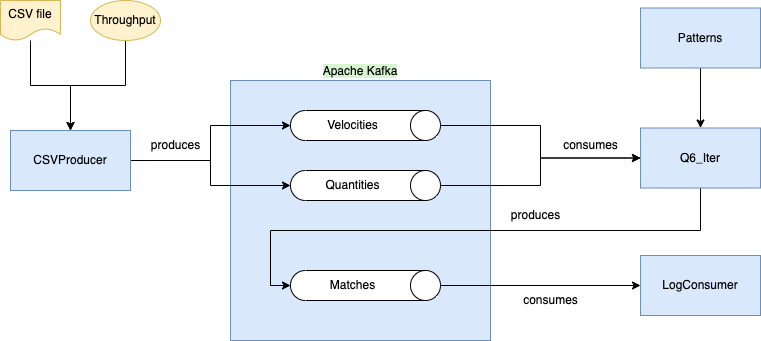 CSV file
Throughput
Patterns
Apache Kafka
Velocities
produces
consumes
CSVProducer
Q6_Iter
Quantities
produces
Matches
LogConsumer
consumes